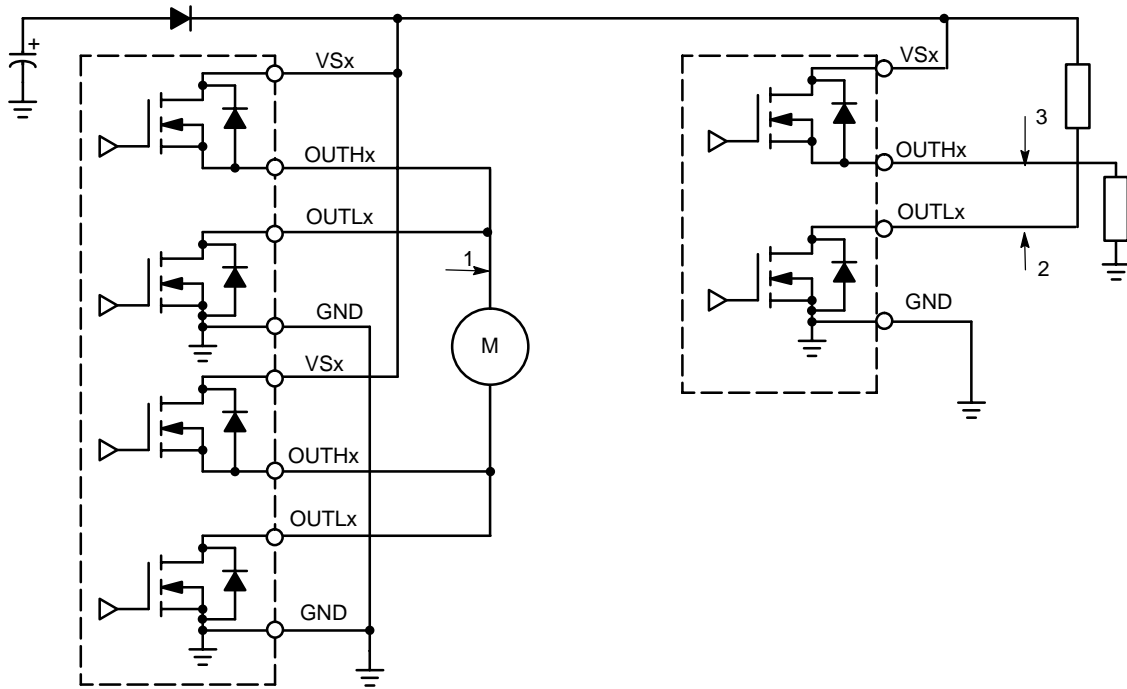 +
VSx
OUTHx
OUTLx
1
GND
M
VSx
OUTHx
OUTLx
GND
VSx
3
OUTHx
OUTLx
2
GND